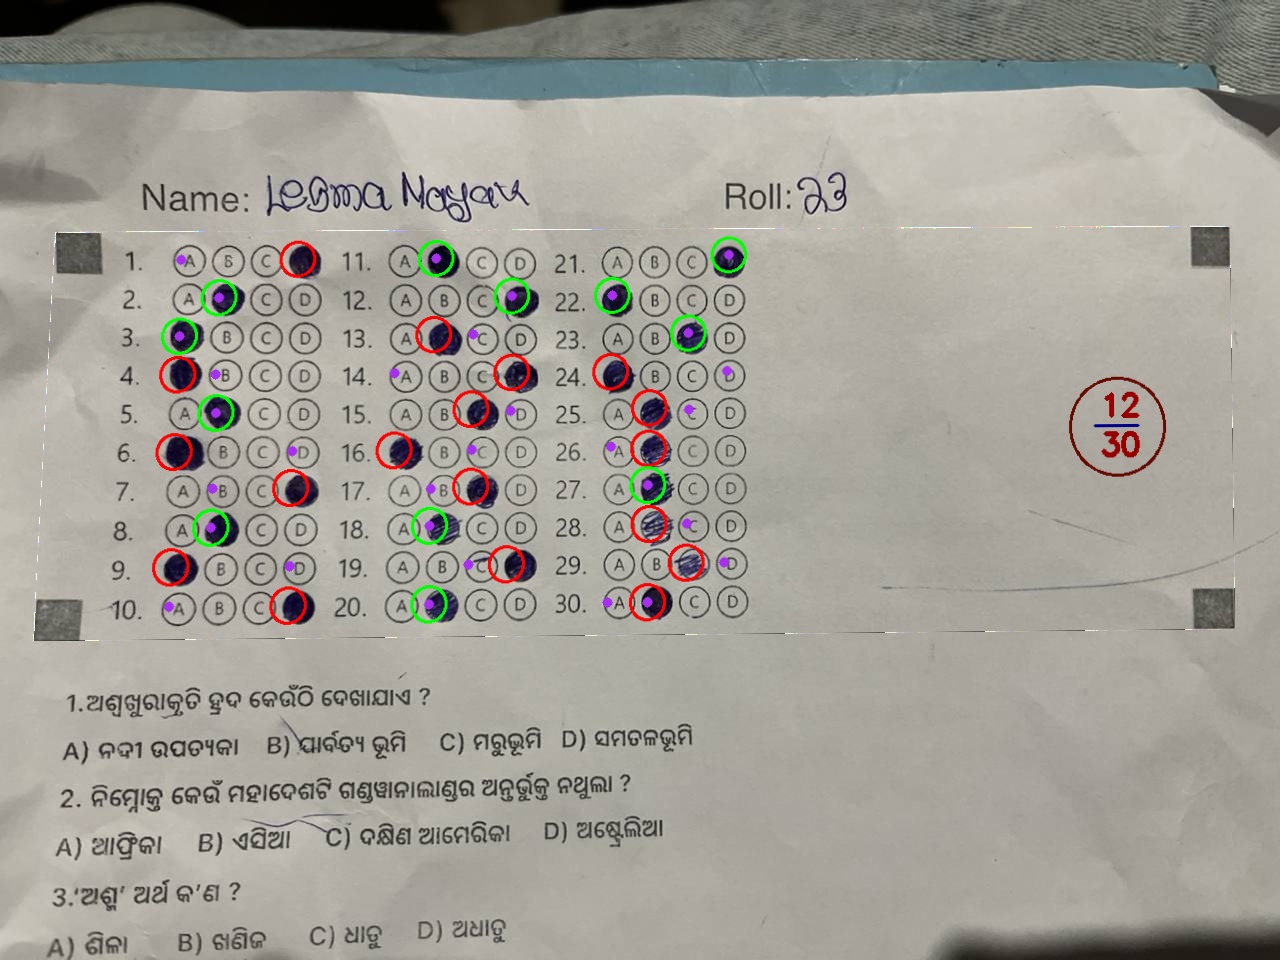 Name: Lesma Nayak Roll: 23
1. A B C 11. A C D 21. A B C
2. A C D 12. A B C 22. B C D
3. B C D 13. A C D 23. A B D
4. B C D 14. A B C 24. B C D
5. A C D 15. A B D 25. A C D
6. B C D 16. B C D 26. A C D
7. A B C 17. A B D 27. A C D
8. A C D 18. A C D 28. A C D
9. B C D 19. A B C 29. A B D
10. A B C 20. A C D 30. A C D
12
30
1.ଅଶ୍ୱଖୁରାକୃତି ହ୍ରଦ କେଉଁଠି ଦେଖାଯାଏ ?
A) ନଦୀ ଉପତ୍ୟକା B) ପାର୍ବତ୍ୟ ଭୂମି C) ମରୁଭୂମି D) ସମତଳଭୂମି
2. ନିମ୍ନୋକ୍ତ କେଉଁ ମହାଦେଶଟି ଗଣ୍ଡୱାନାଲାଣ୍ଡର ଅନ୍ତର୍ଭୁକ୍ତ ନଥିଲା ?
A) ଆଫ୍ରିକା B) ଏସିଆ C) ଦକ୍ଷିଣ ଆମେରିକା D) ଅଷ୍ଟ୍ରେଲିଆ
3.‘ଅଶ୍ମ’ ଅର୍ଥ କ’ଣ ?
A) ଶିଳା B) ଖଣିଜ C) ଧାତୁ D) ଅଧାତୁ